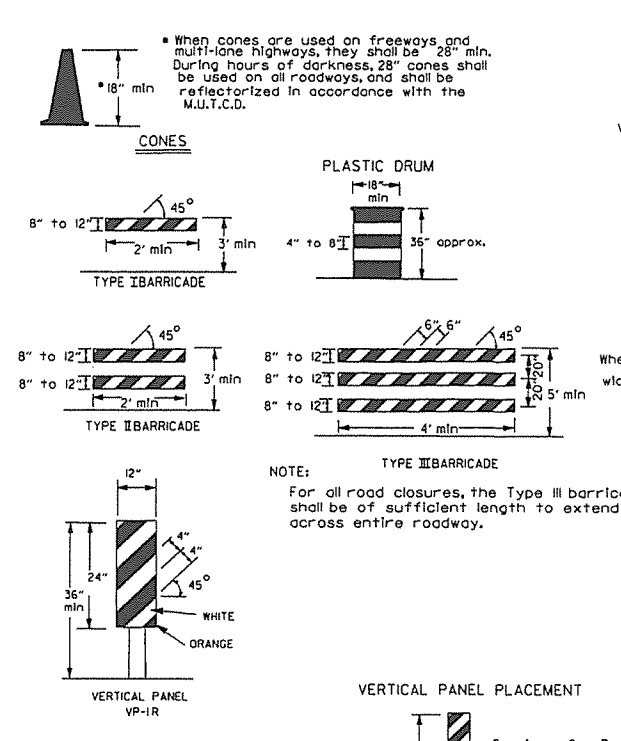 * When cones are used on freeways and
multi-lane highways, they shall be 28" min.
During hours of darkness, 28" cones shall
be used on all roadways, and shall be
reflectorized in accordance with the
M.U.T.C.D.
*18" min
CONES
PLASTIC DRUM
18"
min
4" to 8"
36" approx.
45°
8" to 12"
2' min
3' min
TYPE I BARRICADE
45°
8" to 12"
8" to 12"
2' min
3' min
TYPE II BARRICADE
6" 6"
45°
8" to 12"
8" to 12"
8" to 12"
20"
20"
5' min
4' min
TYPE III BARRICADE
Whe
wid
NOTE:
For all road closures, the Type III barrica
shall be of sufficient length to extend
across entire roadway.
12"
4"
4"
45°
24"
36"
min
WHITE
ORANGE
VERTICAL PANEL
VP-1R
VERTICAL PANEL PLACEMENT